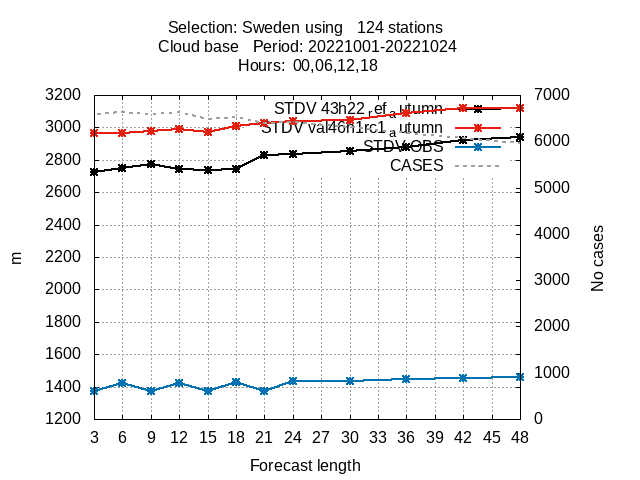 Selection: Sweden using 124 stations
Cloud base Period: 20221001-20221024
Hours: 00,06,12,18
3200
3000
2800
2600
2400
2200
2000
1800
1600
1400
1200
m
STDV 43h22_ref_autumn
STDV val46h1rc1_autumn
STDV OBS
CASES
7000
6000
5000
4000
3000
2000
1000
0
No cases
3 6 9 12 15 18 21 24 27 30 33 36 39 42 45 48
Forecast length